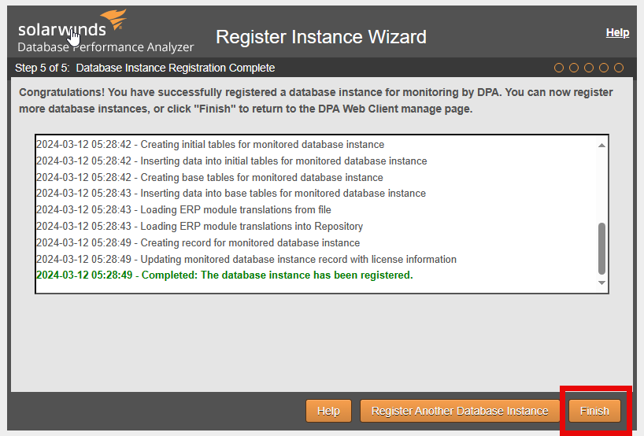 solarwinds
Database Performance Analyzer
Register Instance Wizard
Help
Step 5 of 5: Database Instance Registration Complete
Congratulations! You have successfully registered a database instance for monitoring by DPA. You can now register
more database instances, or click "Finish" to return to the DPA Web Client manage page.
2024-03-12 05:28:42 - Creating initial tables for monitored database instance
2024-03-12 05:28:42 - Inserting data into initial tables for monitored database instance
2024-03-12 05:28:42 - Creating base tables for monitored database instance
2024-03-12 05:28:43 - Inserting data into base tables for monitored database instance
2024-03-12 05:28:43 - Loading ERP module translations from file
2024-03-12 05:28:43 - Loading ERP module translations into Repository
2024-03-12 05:28:49 - Creating record for monitored database instance
2024-03-12 05:28:49 - Updating monitored database instance record with license information
2024-03-12 05:28:49 - Completed: The database instance has been registered.
Help
Register Another Database Instance
Finish